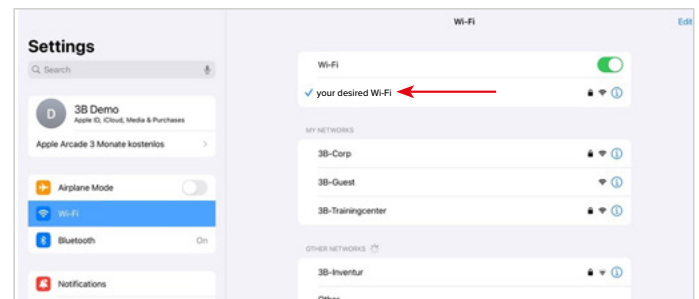 Wi-Fi
Edit
Settings
Search
3B Demo
Apple ID, iCloud, Media & Purchases
Apple Arcade 3 Monate kostenlos
Airplane Mode
Wi-Fi
Bluetooth On
Notifications
Wi-Fi
your desired Wi-Fi
MY NETWORKS
3B-Corp
3B-Guest
3B-Trainingcenter
OTHER NETWORKS
3B-Inventur
Other
D